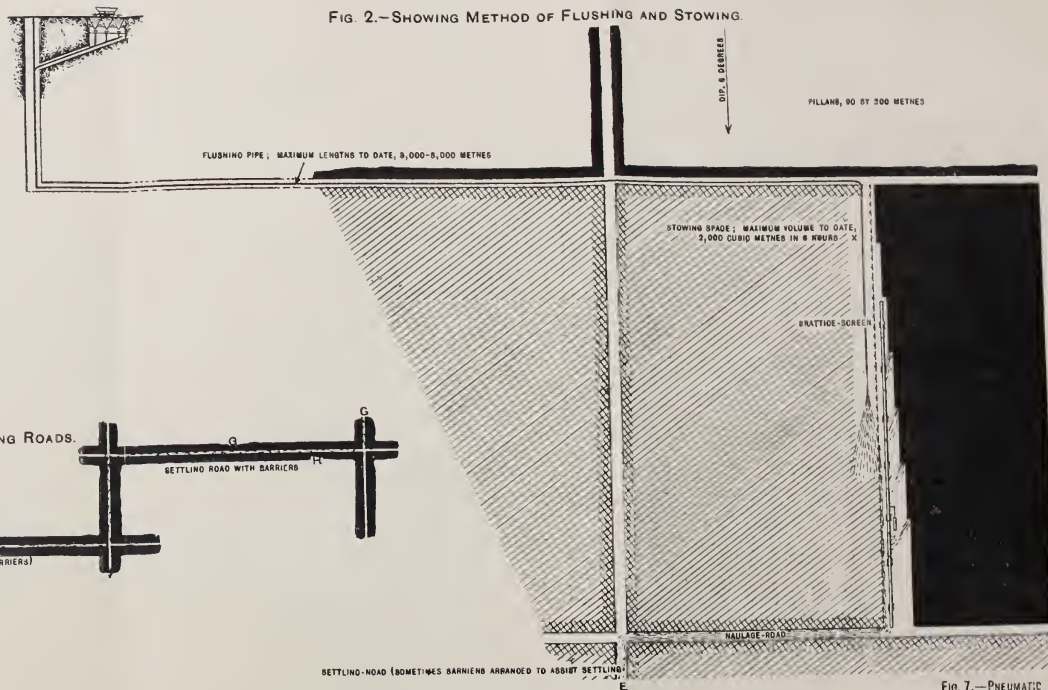 FIG. 2.—SHOWING METHOD OF FLUSHING AND STOWING.
DIP, 6 DEGREES
PILLARS, 90 BY 200 METRES
FLUSHING PIPE; MAXIMUM LENGTHS TO DATE, 3,000-5,000 METRES
STOWING SPACE; MAXIMUM VOLUME TO DATE,
2,000 CUBIC METRES IN 6 HOURS X
BRATTICE-SCREEN
NG ROADS.
G
G
H
SETTLING ROAD WITH BARRIERS
RRIERS)
HAULAGE-ROAD
SETTLING-ROAD (SOMETIMES BARRIERS ARRANGED TO ASSIST SETTLING)
E
FIG. 7.—PNEUMATIC